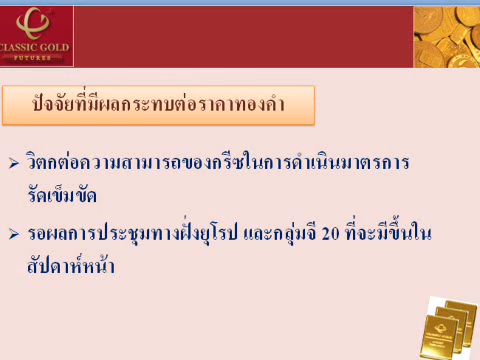 CLASSIC GOLD
FUTURES
ปัจจัยที่มีผลกระทบต่อราคาทองคำ
➢ วิตกต่อความสามารถของกรีซในการดำเนินมาตรการ
รัดเข็มขัด
➢ รอผลการประชุมทางฝั่งยุโรป และกลุ่มจี 20 ที่จะมีขึ้นใน
สัปดาห์หน้า